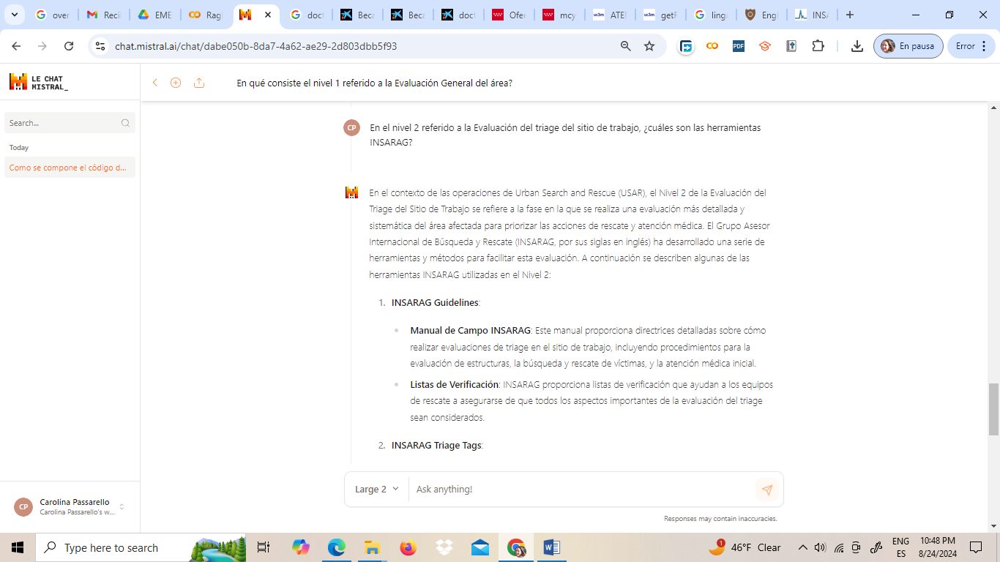 over
Recil
EME
Ragl
doct
Beca
Beca
doct
Ofer
mcy
ATEI
getF
ling
Engl
INSA
chat.mistral.ai/chat/dabe050b-8da7-4a62-ae29-2d803dbb5f93
PDF
En pausa
Error
LE CHAT
MISTRAL_
En qué consiste el nivel 1 referido a la Evaluación General del área?
Search...
Today
Como se compone el código d...
CP
En el nivel 2 referido a la Evaluación del triage del sitio de trabajo, ¿cuáles son las herramientas
INSARAG?
En el contexto de las operaciones de Urban Search and Rescue (USAR), el Nivel 2 de la Evaluación del
Triage del Sitio de Trabajo se refiere a la fase en la que se realiza una evaluación más detallada y
sistemática del área afectada para priorizar las acciones de rescate y atención médica. El Grupo Asesor
Internacional de Búsqueda y Rescate (INSARAG, por sus siglas en inglés) ha desarrollado una serie de
herramientas y métodos para facilitar esta evaluación. A continuación se describen algunas de las
herramientas INSARAG utilizadas en el Nivel 2:
1. INSARAG Guidelines:
Manual de Campo INSARAG: Este manual proporciona directrices detalladas sobre cómo
realizar evaluaciones de triage en el sitio de trabajo, incluyendo procedimientos para la
evaluación de estructuras, la búsqueda y rescate de víctimas, y la atención médica inicial.
Listas de Verificación: INSARAG proporciona listas de verificación que ayudan a los equipos
de rescate a asegurarse de que todos los aspectos importantes de la evaluación del triage
sean considerados.
2. INSARAG Triage Tags:
Large 2
Ask anything!
Responses may contain inaccuracies.
CP
Carolina Passarello
Carolina Passarello's w...
Type here to search
1
46°F Clear
ENG
ES
10:48 PM
8/24/2024